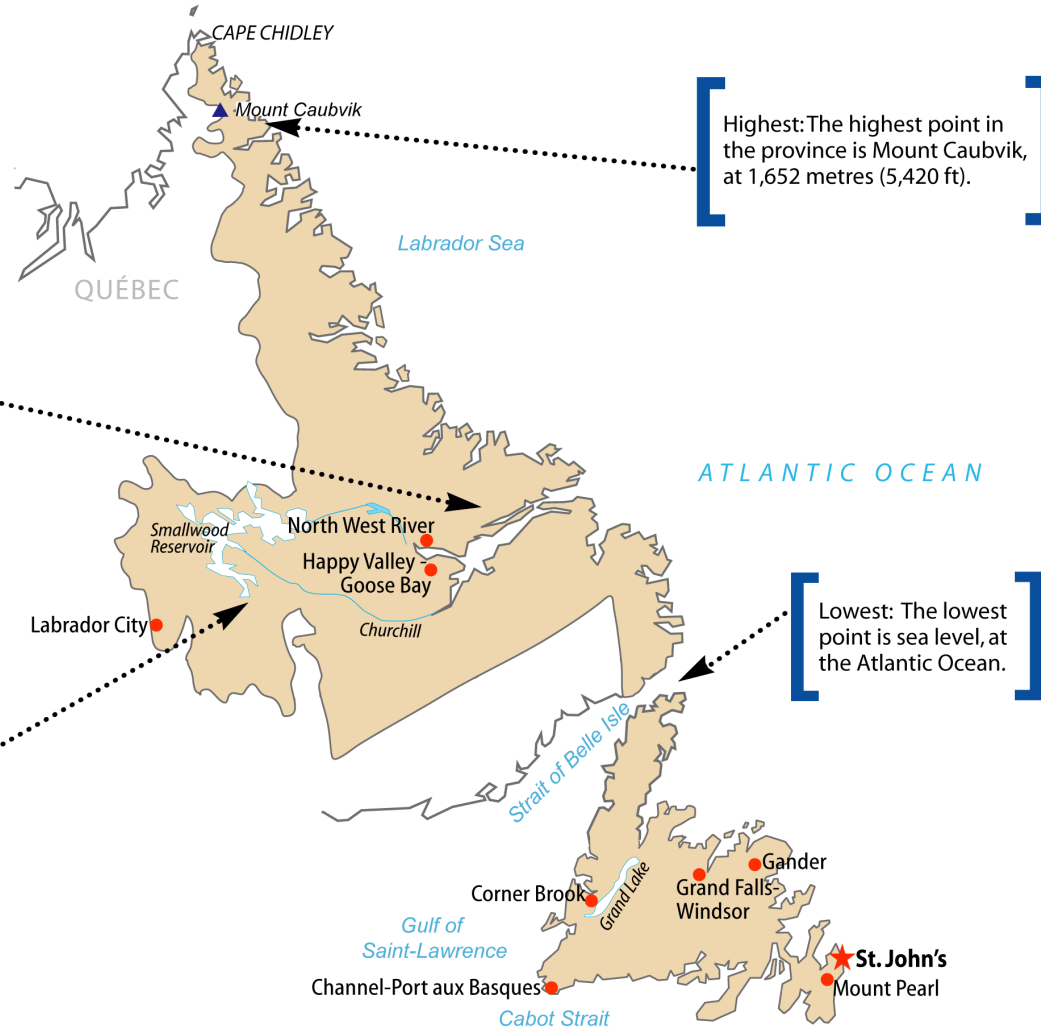 CAPE CHIDLEY
Mount Caubvik
Highest: The highest point in
the province is Mount Caubvik,
at 1,652 metres (5,420 ft).
Labrador Sea
QUÉBEC
ATLANTIC OCEAN
Smallwood
Reservoir
North West River
Happy Valley -
Goose Bay
Labrador City
Churchill
Lowest: The lowest
point is sea level, at
the Atlantic Ocean.
Strait of Belle Isle
Gander
Grand Falls-
Windsor
Corner Brook
Grand Lake
Gulf of
Saint-Lawrence
St. John's
Channel-Port aux Basques
Mount Pearl
Cabot Strait